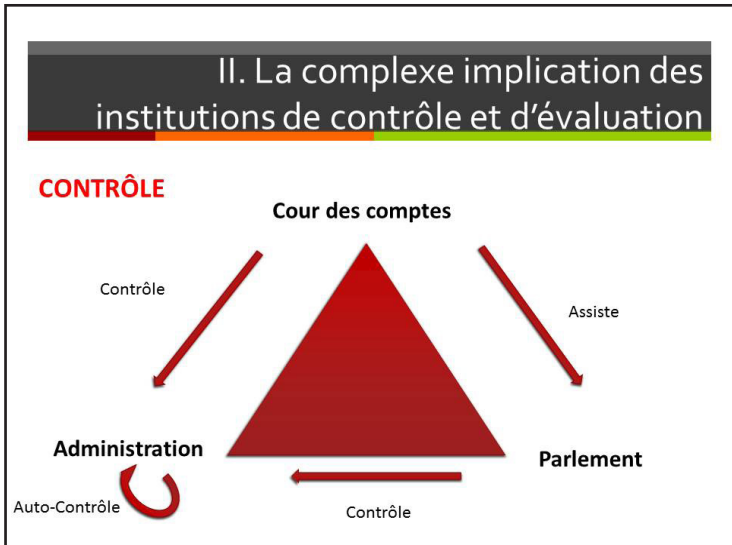 II. La complexe implication des
institutions de contrôle et d’évaluation
CONTRÔLE
Cour des comptes
Contrôle
Assiste
Administration
Parlement
Auto-Contrôle
Contrôle